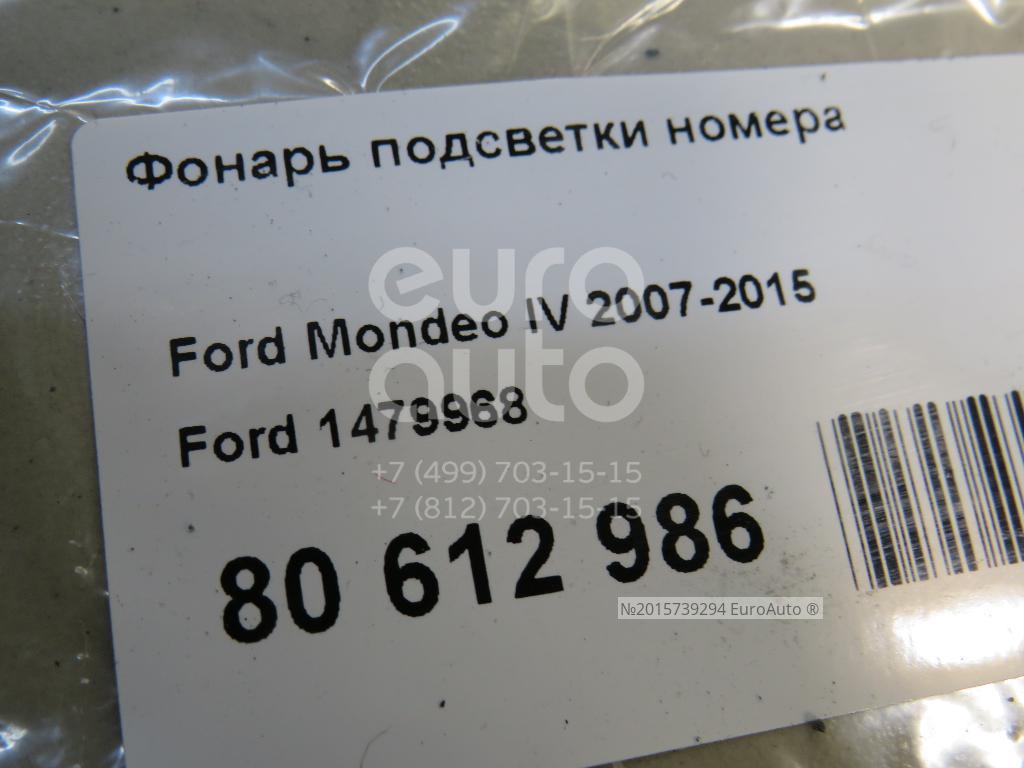 Фонарь подсветки номера
euro
auto
Ford Mondeo IV 2007-2015
Ford 1479968
+7 (499) 703-15-15
+7 (812) 703-15-15
80 612 986
№2015739294 EuroAuto ®